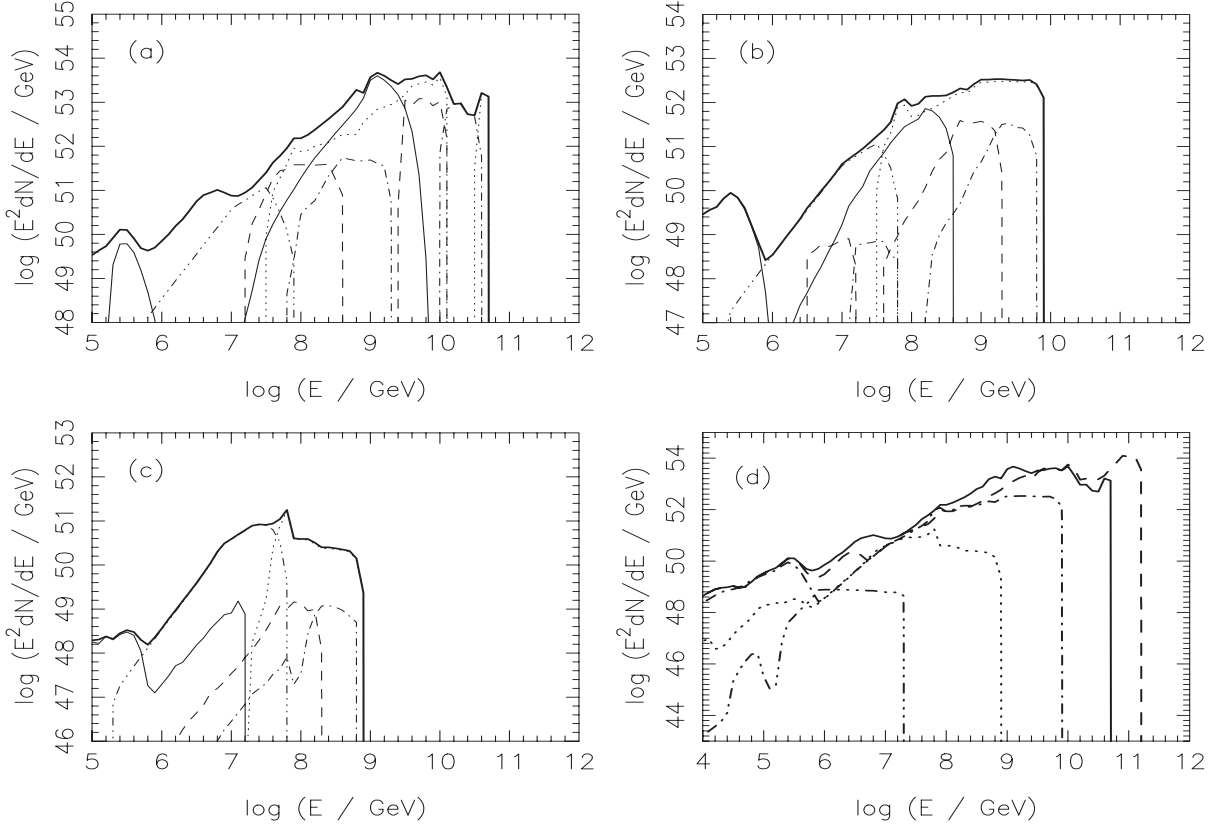 (a)
log (E²dN/dE / GeV)
55
54
53
52
51
50
49
48
5 6 7 8 9 10 11 12
log (E / GeV)
(b)
log (E²dN/dE / GeV)
54
53
52
51
50
49
48
47
5 6 7 8 9 10 11 12
log (E / GeV)
(c)
log (E²dN/dE / GeV)
53
52
51
50
49
48
47
46
5 6 7 8 9 10 11 12
log (E / GeV)
(d)
log (E²dN/dE / GeV)
54
52
50
48
46
44
4 5 6 7 8 9 10 11 12
log (E / GeV)